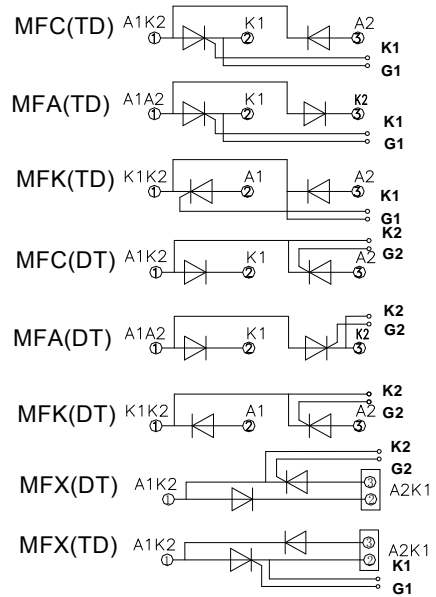 MFC(TD) A1K2 K1 A2
1 2 3
K1
G1
MFA(TD) A1A2 K1 K2
1 2 3
K1
G1
MFK(TD) K1K2 A1 A2
1 2 3
K1
G1
K2
MFC(DT) A1K2 K1 A2 G2
1 2 3
K2
MFA(DT) A1A2 K1 G2
1 2 3 K2
K2
MFK(DT) K1K2 A1 A2 G2
1 2 3
K2
G2
MFX(DT) A1K2 3 A2K1
1 2
MFX(TD) A1K2 3 A2K1
1 2
K1
G1